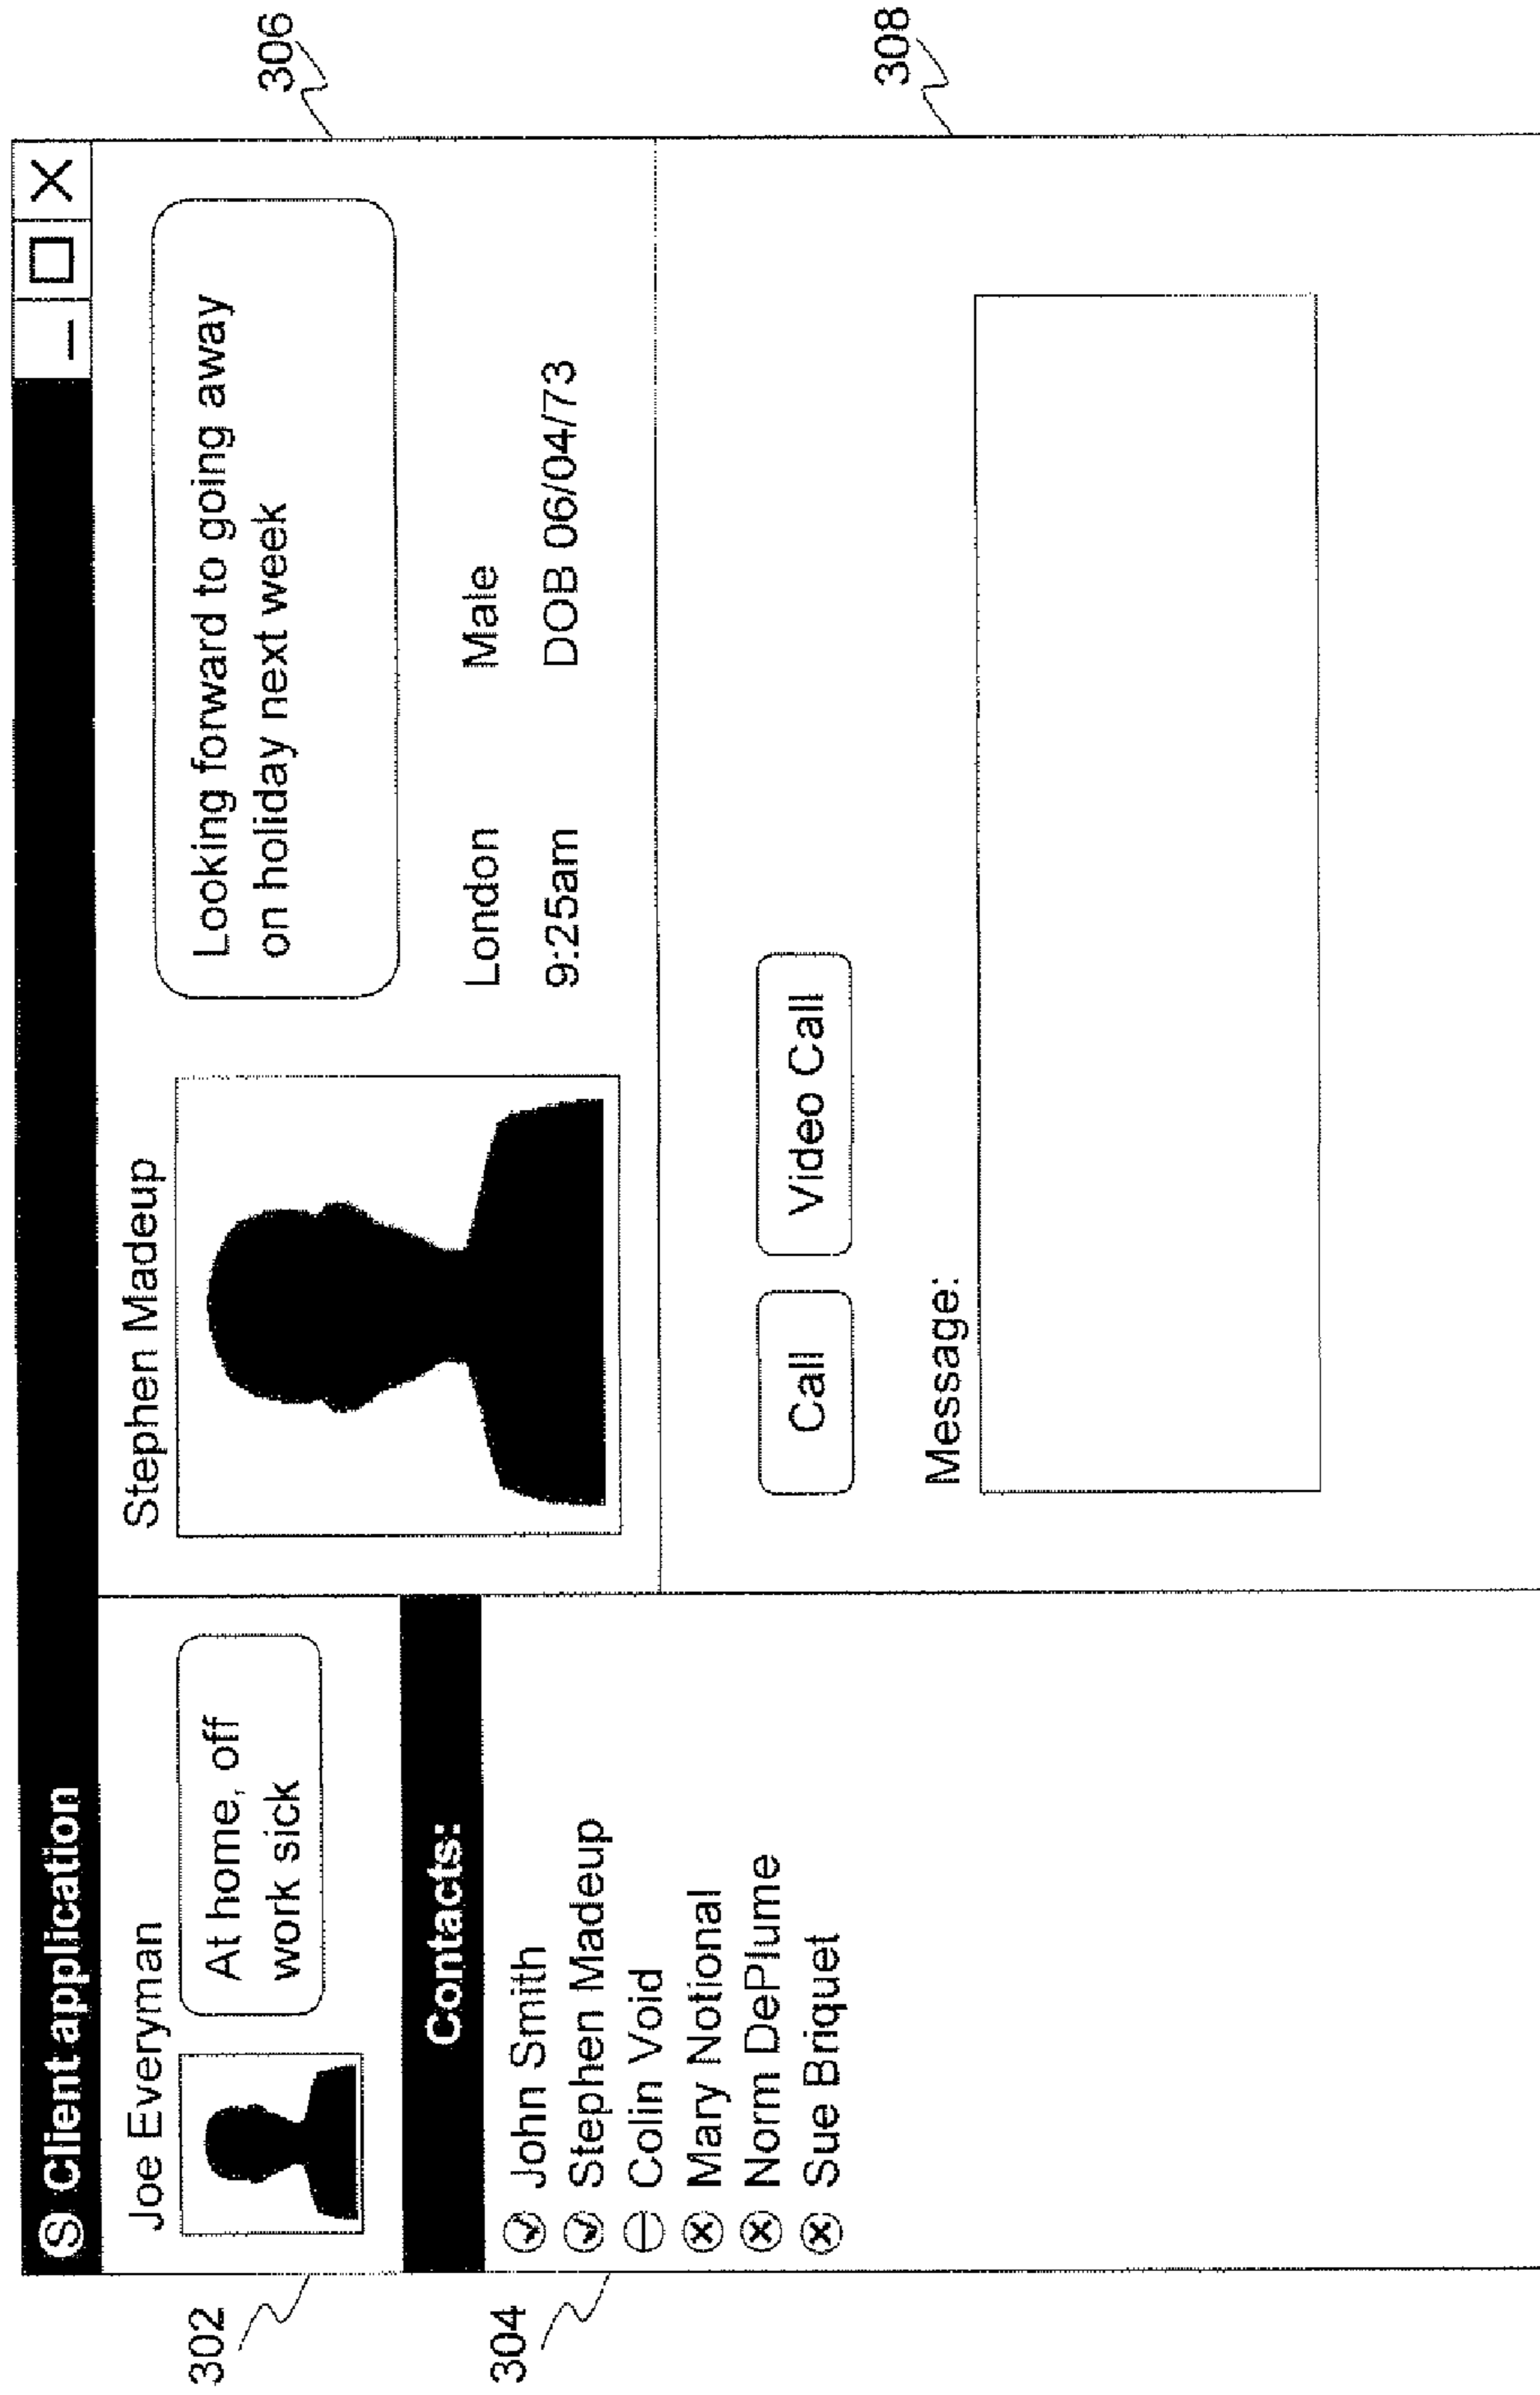 S Client application
Joe Everyman
At home, off
work sick
Contacts:
John Smith
Stephen Madeup
Colin Void
Mary Notional
Norm DePlume
Sue Briquet
Stephen Madeup
Looking forward to going away
on holiday next week
London Male
9:25am DOB 06/04/73
Call Video Call
Message:
302
304
306
308